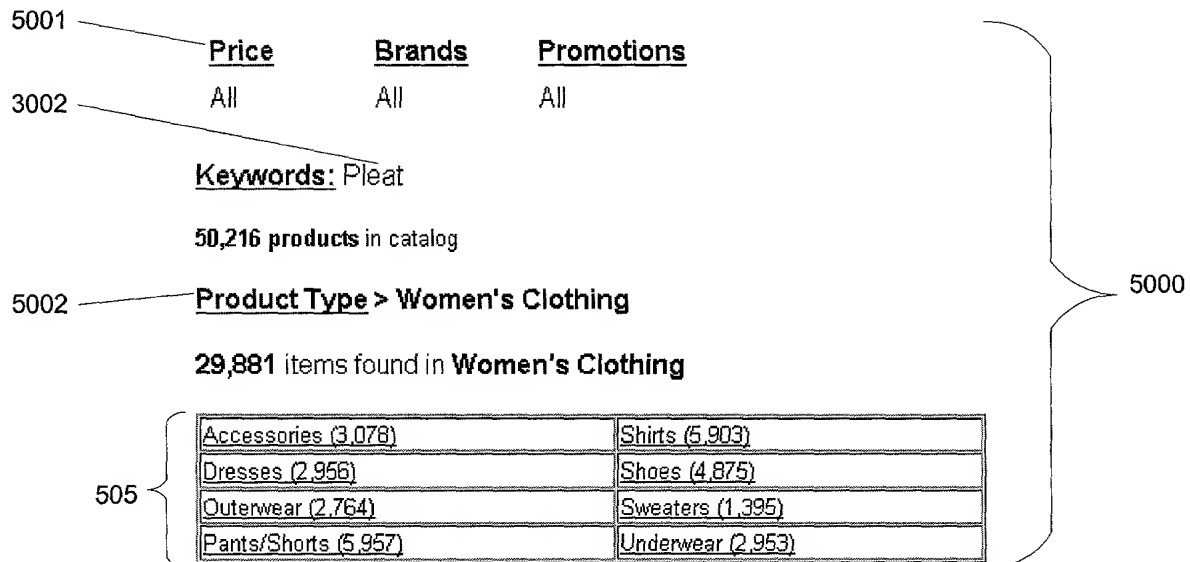 5001
Price Brands Promotions
All All All
3002
Keywords: Pleat
50,216 products in catalog
5000
5002
Product Type > Women's Clothing
29,881 items found in Women's Clothing
505
Accessories (3,078) Shirts (5,903)
Dresses (2,956) Shoes (4,875)
Outerwear (2,764) Sweaters (1,395)
Pants/Shorts (5,957) Underwear (2,953)